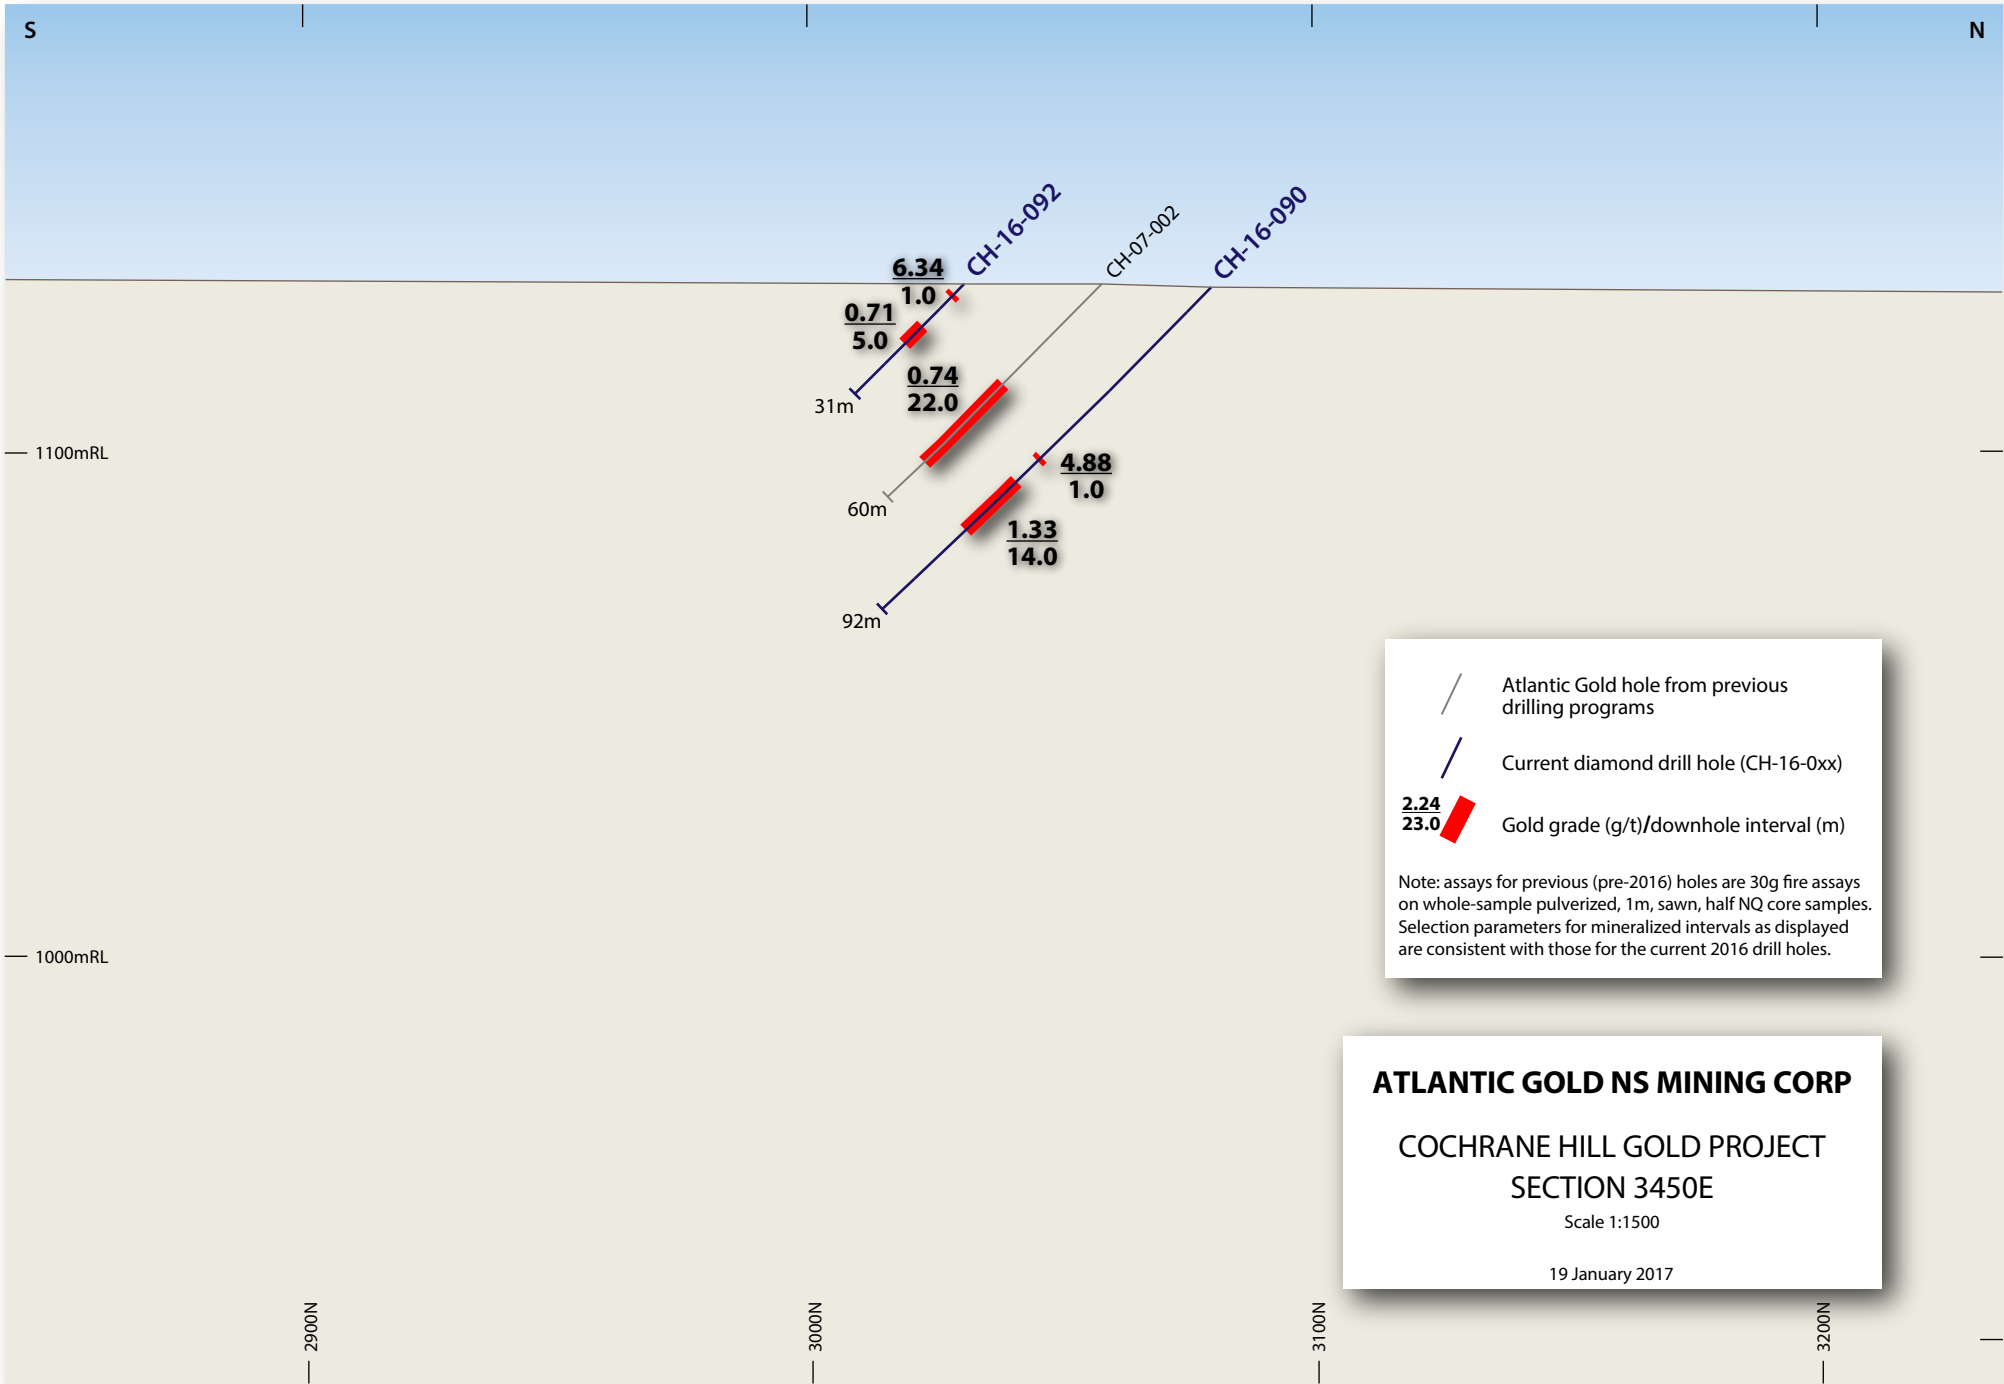 S
N
CH-16-092
CH-07-002
CH-16-090
6.34
1.0
0.71
5.0
0.74
22.0
31m
1100mRL
4.88
1.0
60m
1.33
14.0
92m
Atlantic Gold hole from previous
drilling programs
Current diamond drill hole (CH-16-0xx)
2.24
23.0
Gold grade (g/t)/downhole interval (m)
Note: assays for previous (pre-2016) holes are 30g fire assays
on whole-sample pulverized, 1m, sawn, half NQ core samples.
Selection parameters for mineralized intervals as displayed
are consistent with those for the current 2016 drill holes.
1000mRL
ATLANTIC GOLD NS MINING CORP
COCHRANE HILL GOLD PROJECT
SECTION 3450E
Scale 1:1500
19 January 2017
2900N
3000N
3100N
3200N